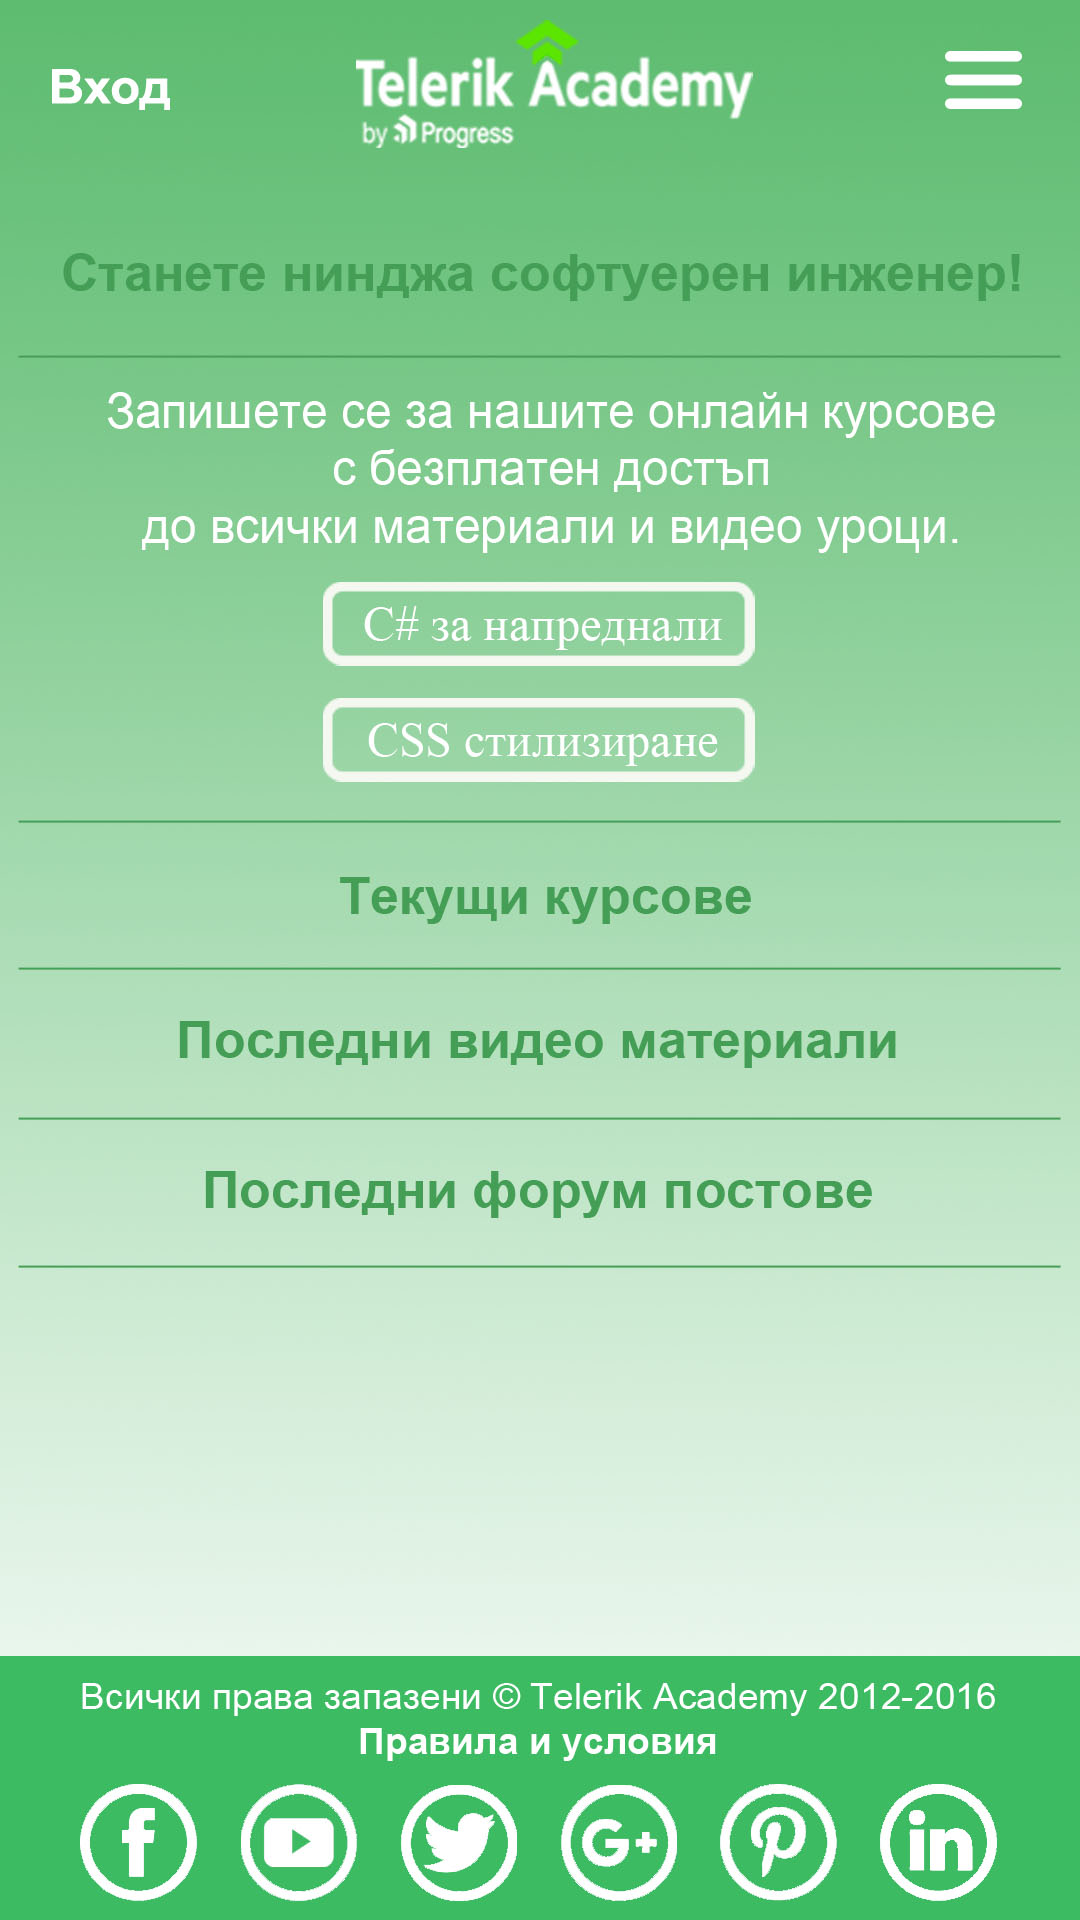 Вход
Telerik Academy
by Progress
Станете нинджа софтуерен инженер!
Запишете се за нашите онлайн курсове
с безплатен достъп
до всички материали и видео уроци.
C# за напреднали
CSS стилизиране
Текущи курсове
Последни видео материали
Последни форум постове
Всички права запазени © Telerik Academy 2012-2016
Правила и условия
f
G+
in